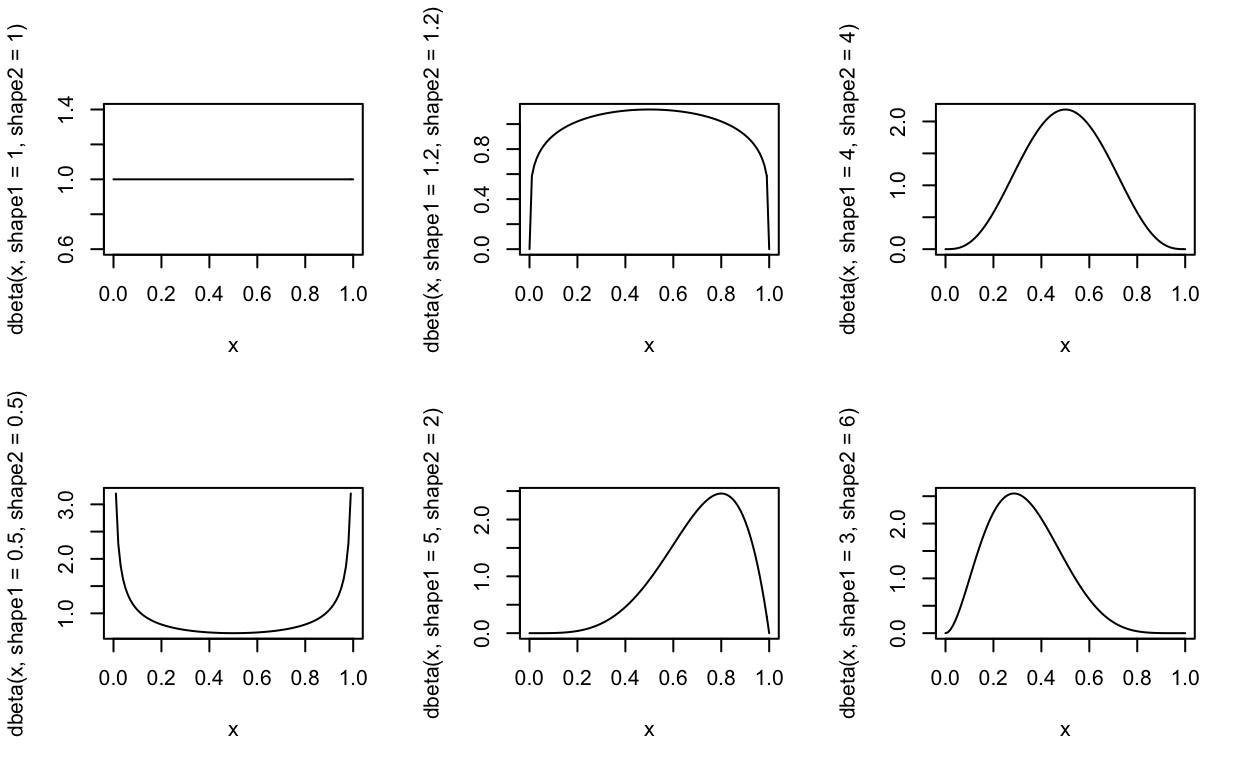 dbeta(x, shape1 = 1, shape2 = 1)
0.6 1.0 1.4
0.0 0.2 0.4 0.6 0.8 1.0
x
dbeta(x, shape1 = 1.2, shape2 = 1.2)
0.0 0.4 0.8
0.0 0.2 0.4 0.6 0.8 1.0
x
dbeta(x, shape1 = 4, shape2 = 4)
0.0 1.0 2.0
0.0 0.2 0.4 0.6 0.8 1.0
x
dbeta(x, shape1 = 0.5, shape2 = 0.5)
1.0 2.0 3.0
0.0 0.2 0.4 0.6 0.8 1.0
x
dbeta(x, shape1 = 5, shape2 = 2)
0.0 1.0 2.0
0.0 0.2 0.4 0.6 0.8 1.0
x
dbeta(x, shape1 = 3, shape2 = 6)
0.0 1.0 2.0
0.0 0.2 0.4 0.6 0.8 1.0
x